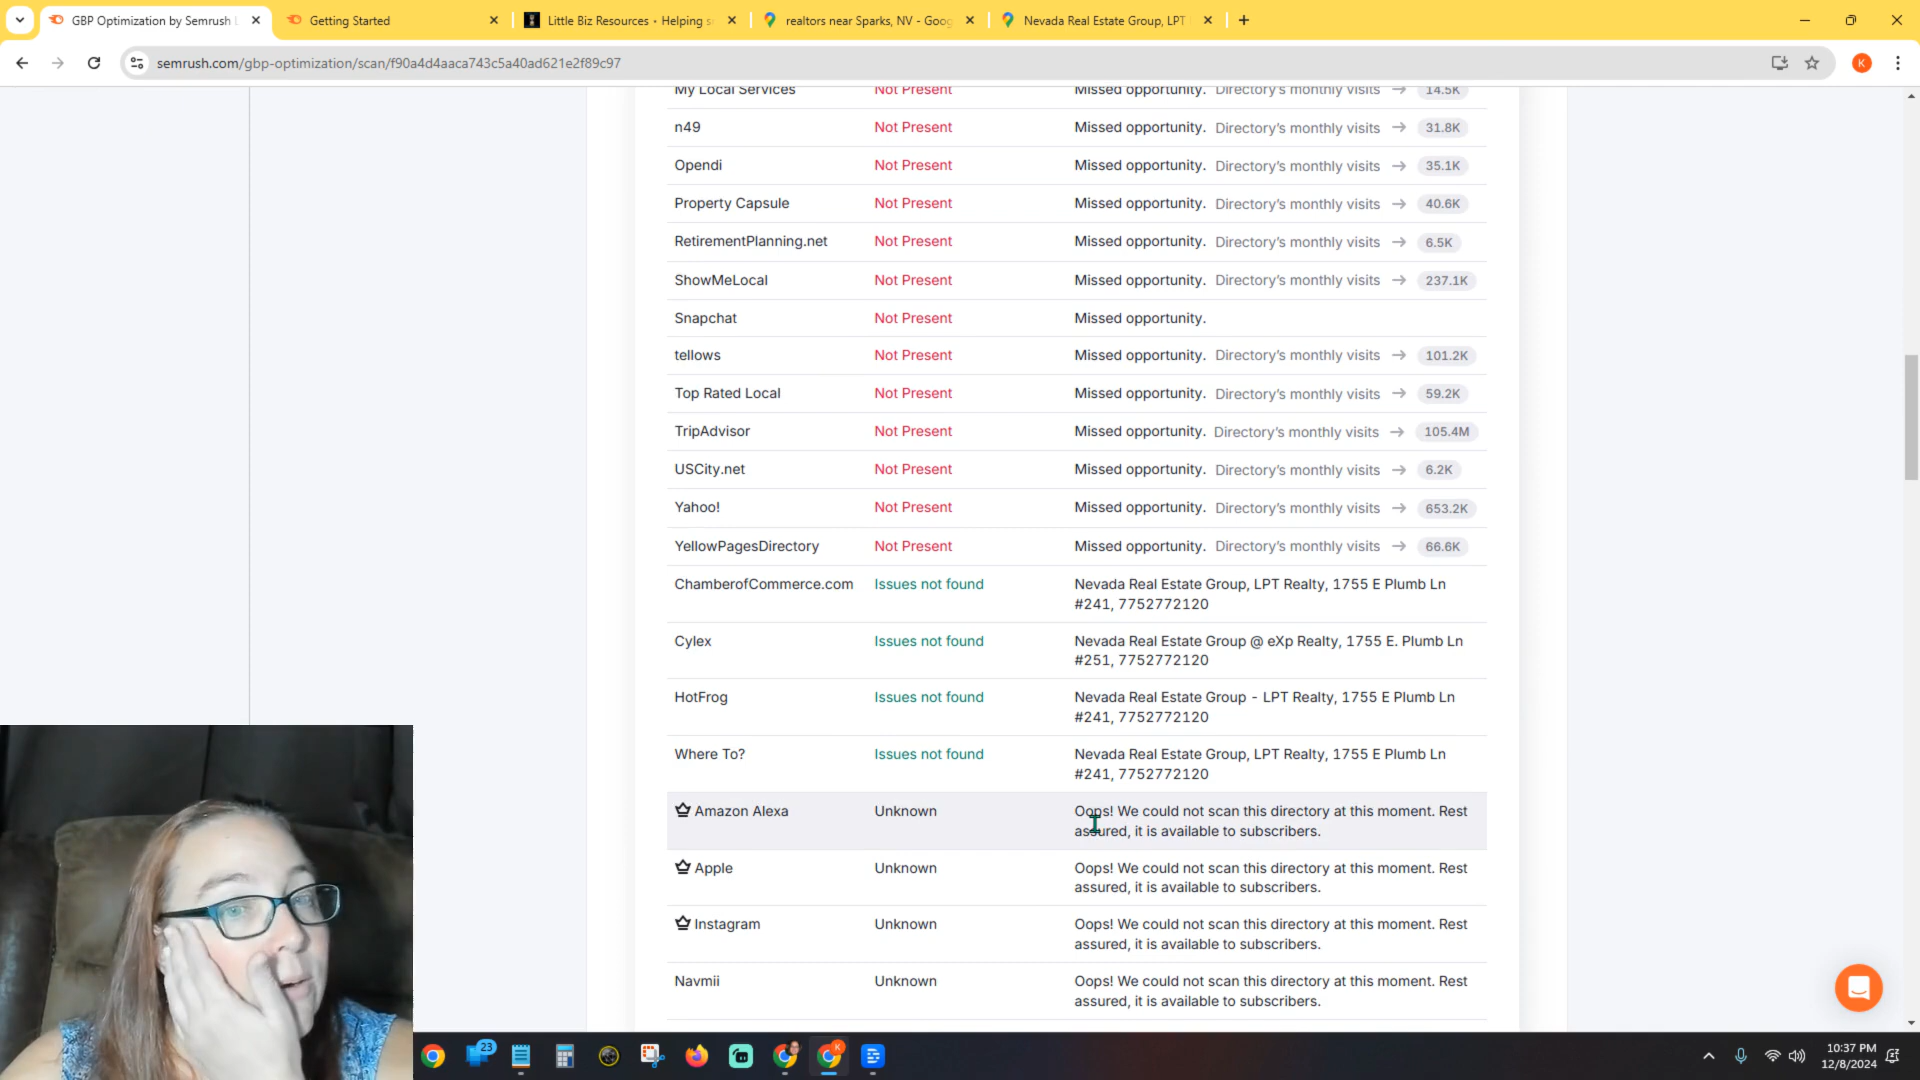 GBP Optimization by Semrush L
Getting Started
Little Biz Resources • Helping s
realtors near Sparks, NV - Goog
Nevada Real Estate Group, LPT
semrush.com/gbp-optimization/scan/f90a4d4aaca743c5a40ad621e2f89c97
K
My Local Services Not Present Missed opportunity. Directory's monthly visits → 14.5K
n49 Not Present Missed opportunity. Directory's monthly visits → 31.8K
Opendi Not Present Missed opportunity. Directory's monthly visits → 35.1K
Property Capsule Not Present Missed opportunity. Directory's monthly visits → 40.6K
RetirementPlanning.net Not Present Missed opportunity. Directory's monthly visits → 6.5K
ShowMeLocal Not Present Missed opportunity. Directory's monthly visits → 237.1K
Snapchat Not Present Missed opportunity.
tellows Not Present Missed opportunity. Directory's monthly visits → 101.2K
Top Rated Local Not Present Missed opportunity. Directory's monthly visits → 59.2K
TripAdvisor Not Present Missed opportunity. Directory's monthly visits → 105.4M
USCity.net Not Present Missed opportunity. Directory's monthly visits → 6.2K
Yahoo! Not Present Missed opportunity. Directory's monthly visits → 653.2K
YellowPagesDirectory Not Present Missed opportunity. Directory's monthly visits → 66.6K
ChamberofCommerce.com Issues not found Nevada Real Estate Group, LPT Realty, 1755 E Plumb Ln
#241, 7752772120
Cylex Issues not found Nevada Real Estate Group @ eXp Realty, 1755 E. Plumb Ln
#251, 7752772120
HotFrog Issues not found Nevada Real Estate Group - LPT Realty, 1755 E Plumb Ln
#241, 7752772120
Where To? Issues not found Nevada Real Estate Group, LPT Realty, 1755 E Plumb Ln
#241, 7752772120
Amazon Alexa Unknown Oops! We could not scan this directory at this moment. Rest
assured, it is available to subscribers.
Apple Unknown Oops! We could not scan this directory at this moment. Rest
assured, it is available to subscribers.
Instagram Unknown Oops! We could not scan this directory at this moment. Rest
assured, it is available to subscribers.
Navmii Unknown Oops! We could not scan this directory at this moment. Rest
assured, it is available to subscribers.
23
K
10:37 PM
12/8/2024